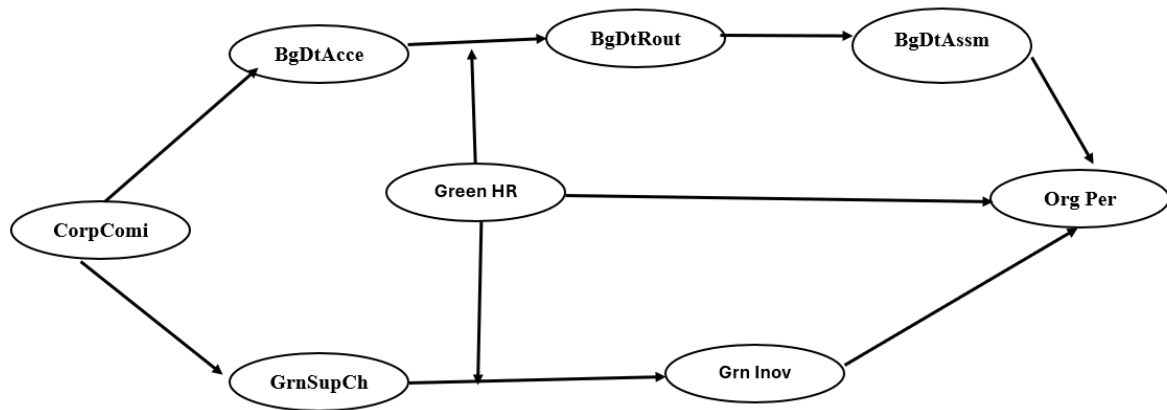 BgDtAcce
BgDtRout
BgDtAssm
Green HR
Org Per
CorpComi
GrnSupCh
Grn Inov